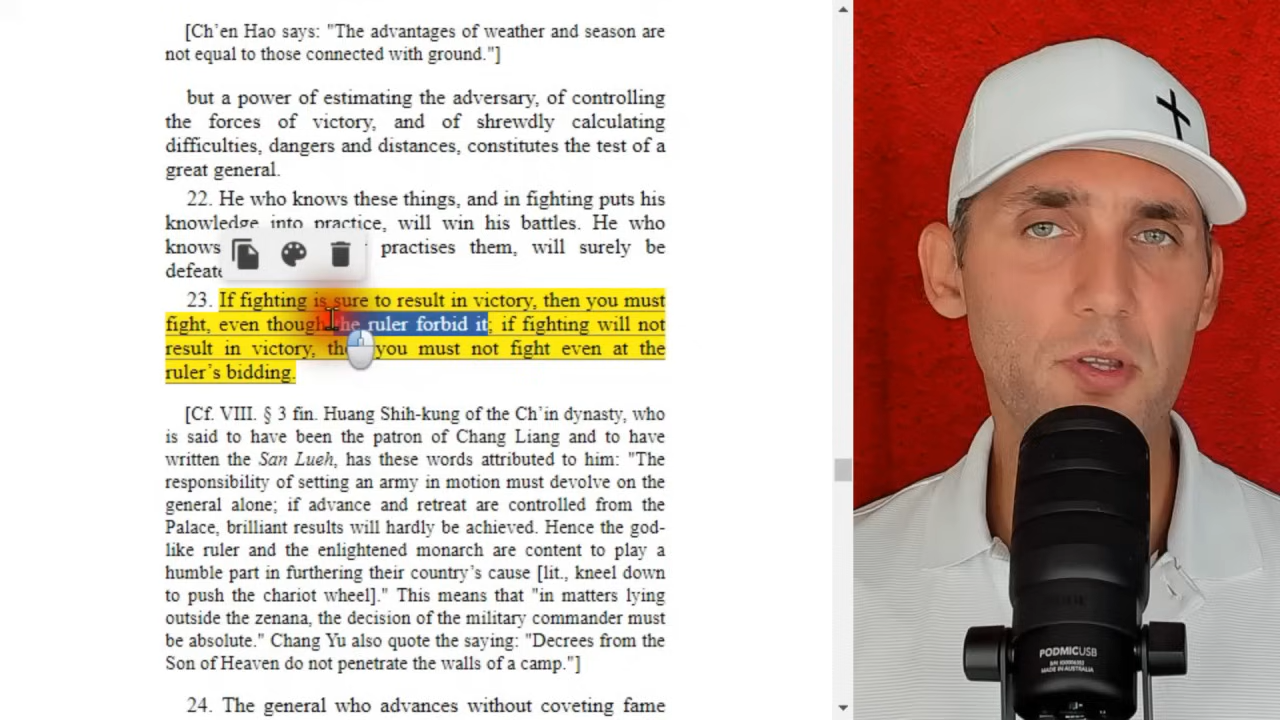 [Ch’en Hao says: "The advantages of weather and season are
not equal to those connected with ground."]
but a power of estimating the adversary, of controlling
the forces of victory, and of shrewdly calculating
difficulties, dangers and distances, constitutes the test of a
great general.
22. He who knows these things, and in fighting puts his
knowledge into practice, will win his battles. He who
knows practises them, will surely be
defeate
23. If fighting is sure to result in victory, then you must
fight, even though the ruler forbid it; if fighting will not
result in victory, you must not fight even at the
ruler’s bidding.
[Cf. VIII. § 3 fin. Huang Shih-kung of the Ch’in dynasty, who
is said to have been the patron of Chang Liang and to have
written the San Lueh, has these words attributed to him: "The
responsibility of setting an army in motion must devolve on the
general alone; if advance and retreat are controlled from the
Palace, brilliant results will hardly be achieved. Hence the god-
like ruler and the enlightened monarch are content to play a
humble part in furthering their country’s cause [lit., kneel down
to push the chariot wheel]." This means that "in matters lying
outside the zenana, the decision of the military commander must
be absolute." Chang Yu also quote the saying: "Decrees from the
Son of Heaven do not penetrate the walls of a camp."]
24. The general who advances without coveting fame
PODMICUSB
MADE IN AUSTRALIA